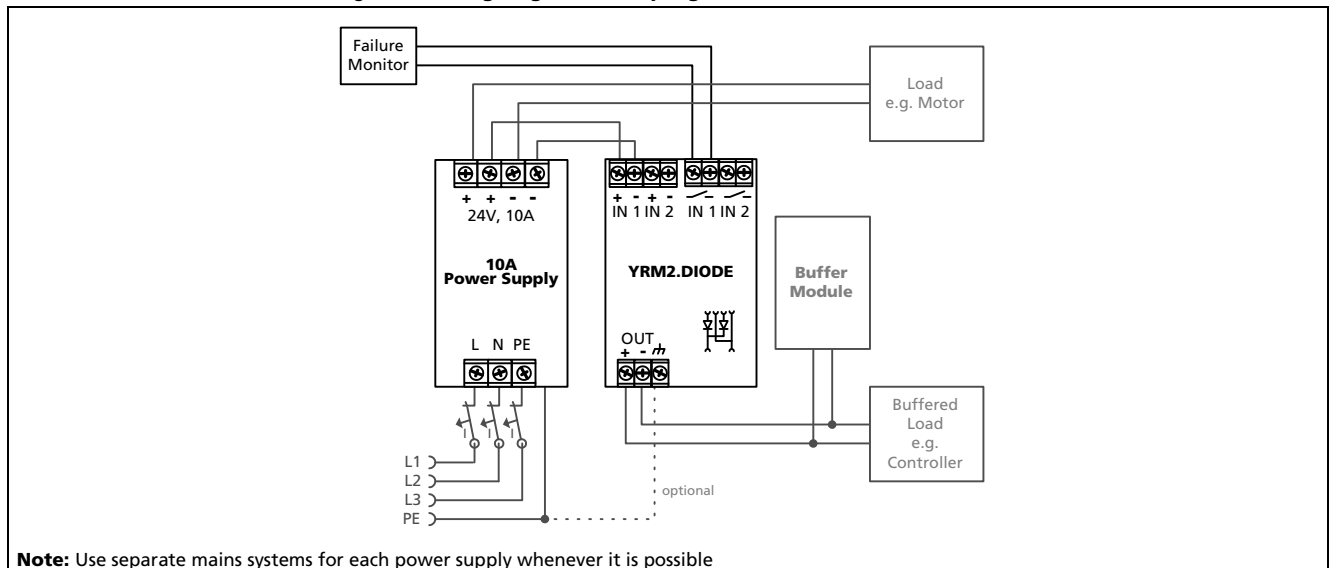 Failure
Monitor
Load
e.g. Motor
+ + - -
24V, 10A
10A
Power Supply
L N PE
+ - + -
IN 1 IN 2 IN 1 IN 2
YRM2.DIODE
OUT
+ -
Buffer
Module
Buffered
Load
e.g.
Controller
I I I
L1
L2
L3
PE
optional
Note: Use separate mains systems for each power supply whenever it is possible